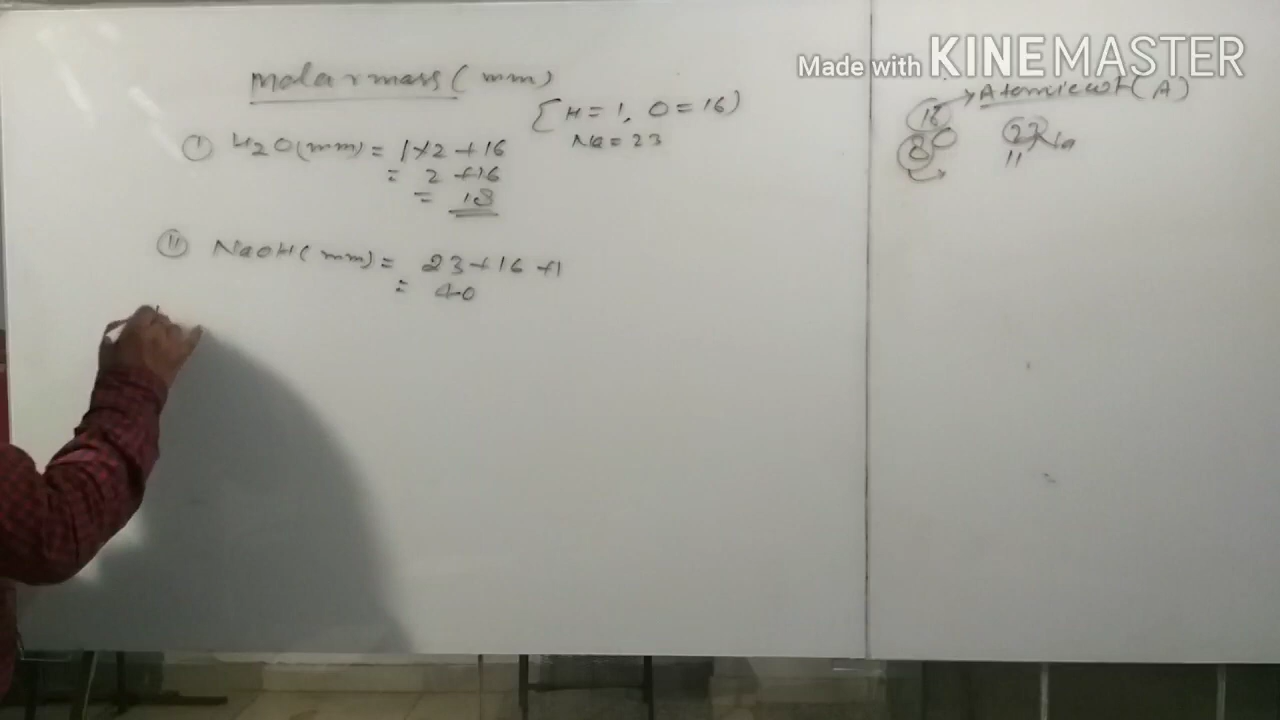 Made with KINEMASTER
Molar mass (mm)
{H = 1, O = 16)
Na = 23
(I) H2O (mm) = 1×2 + 16
= 2 + 16
= 18
(II) NaOH (mm) = 23 + 16 + 1
= 40
Atomic wt (A)
16
8 O
23 Na
11